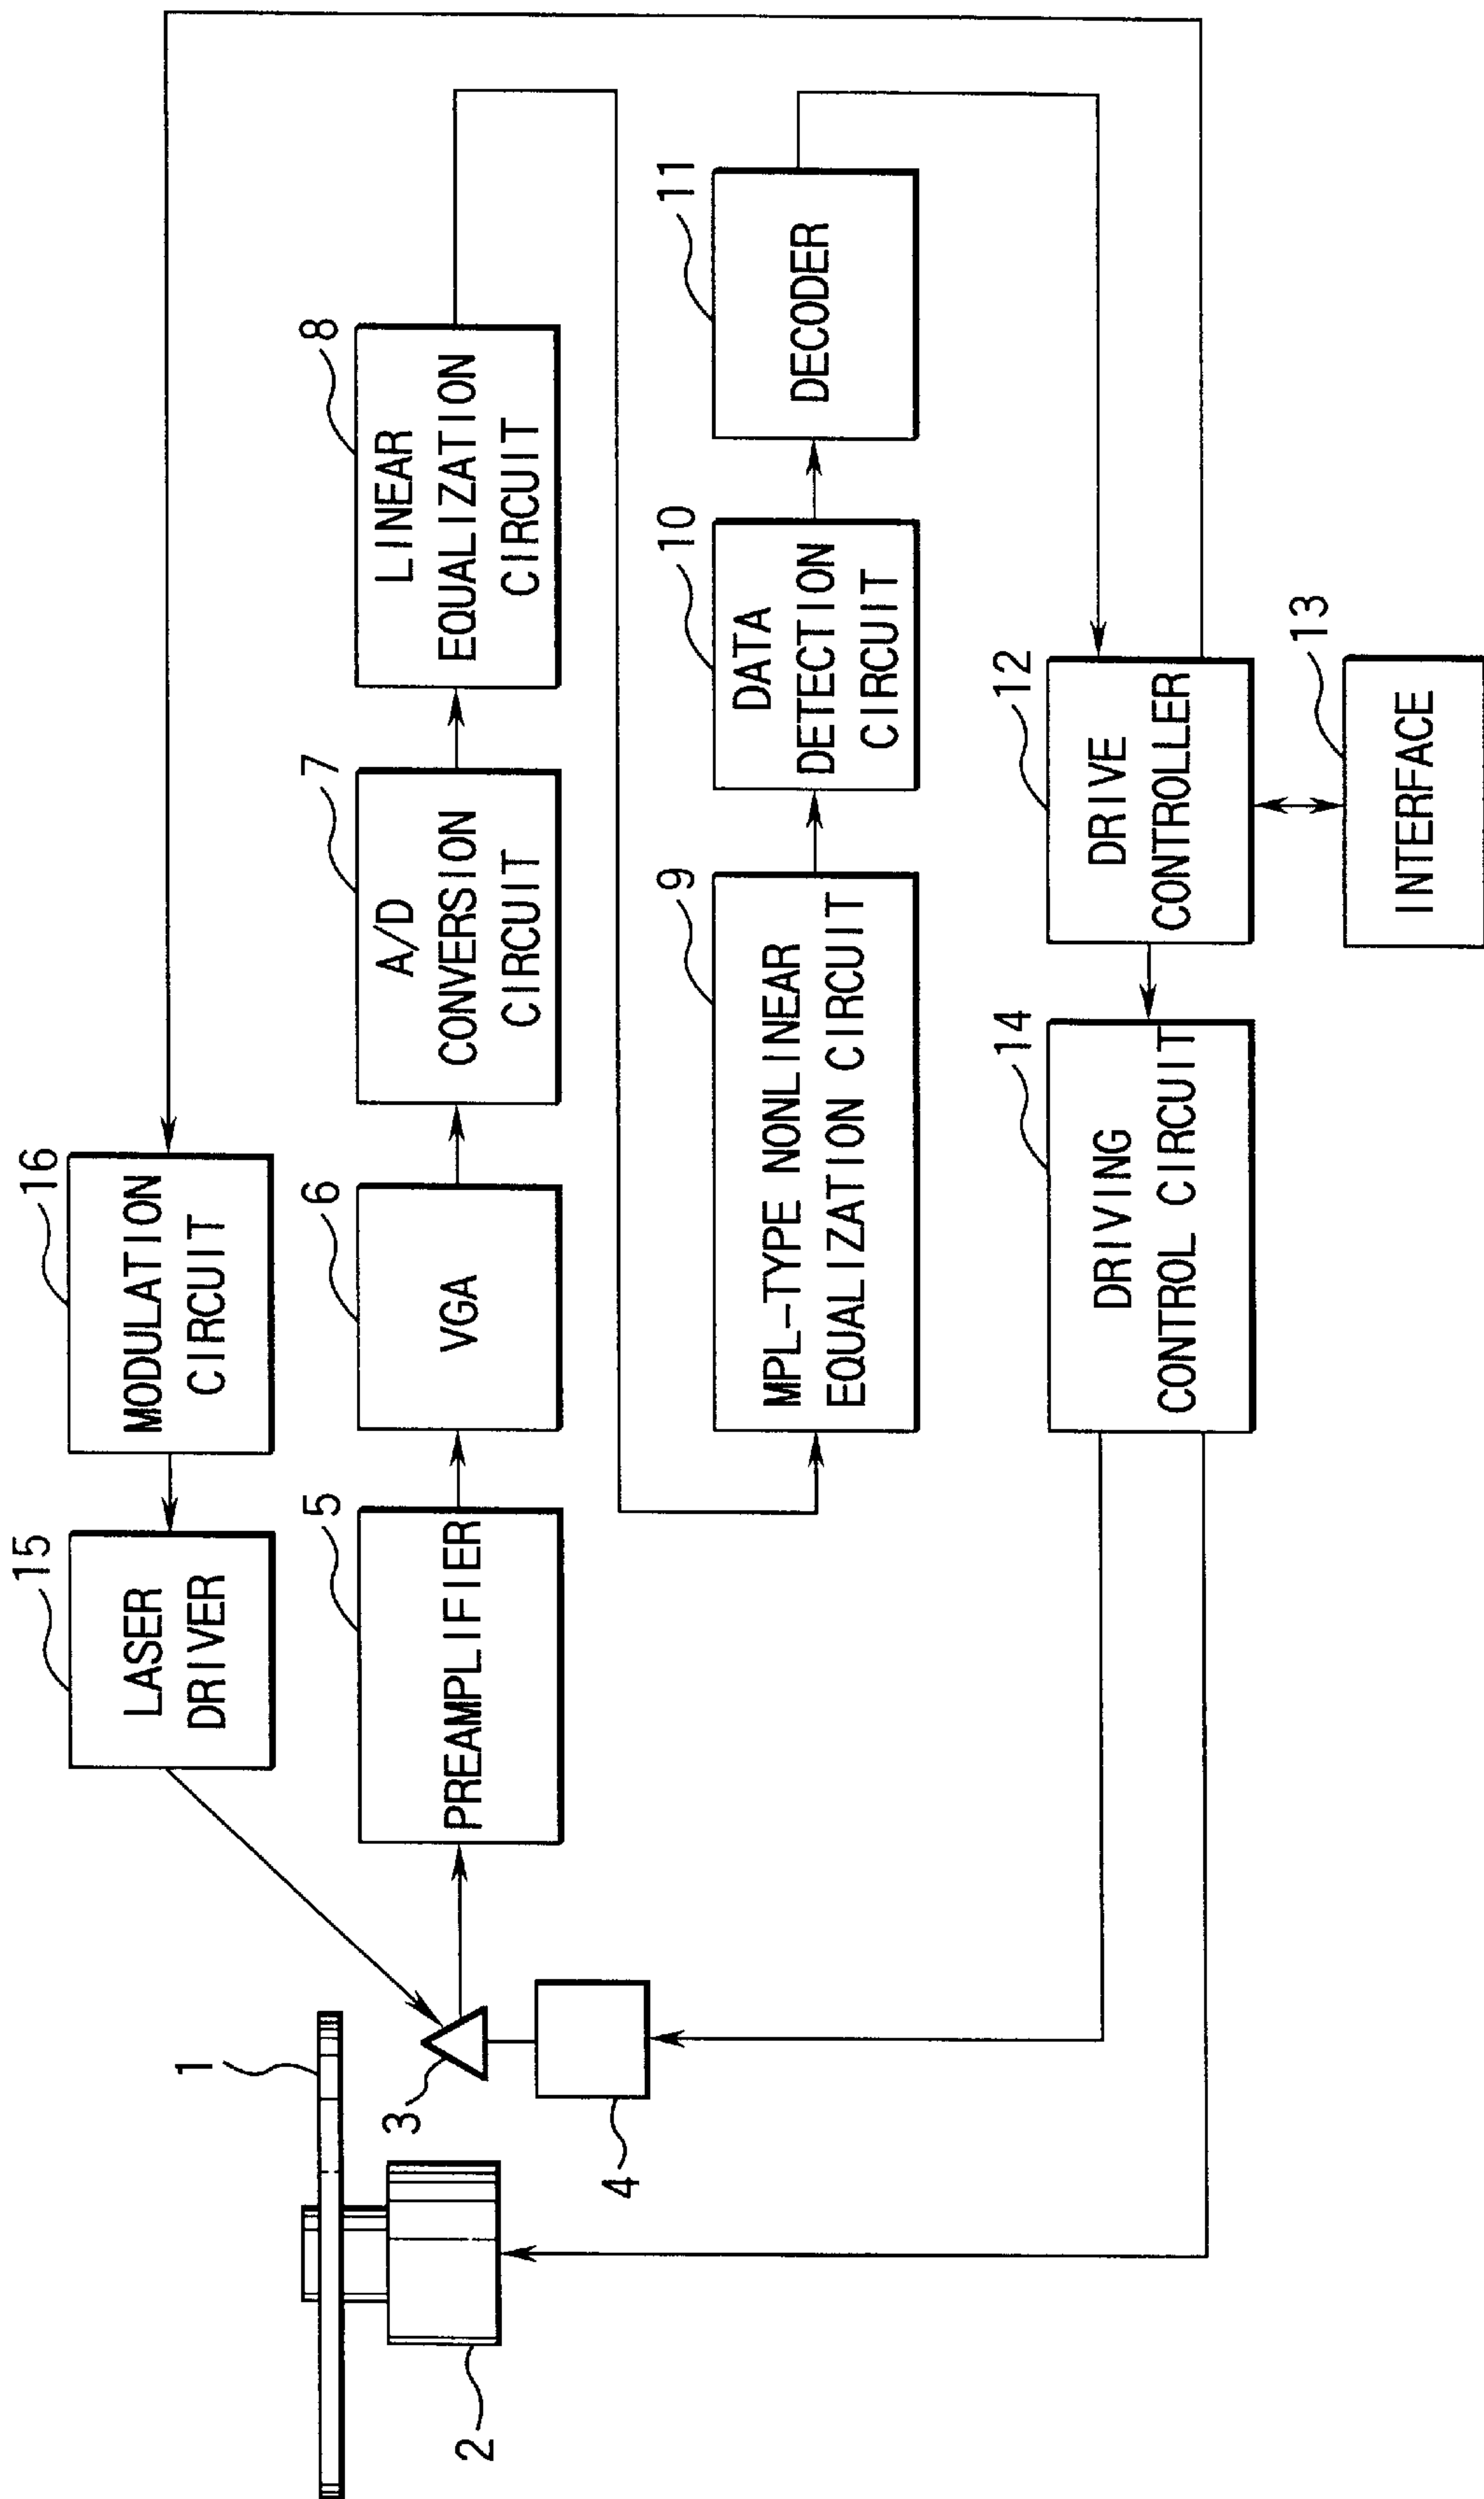 16
MODULATION
CIRCUIT
15
LASER
DRIVER
1
3
4
2
5
PREAMPLIFIER
6
VGA
7
A/D
CONVERSION
CIRCUIT
8
LINEAR
EQUALIZATION
CIRCUIT
9
MPL-TYPE NONLINEAR
EQUALIZATION CIRCUIT
10
DATA
DETECTION
CIRCUIT
11
DECODER
14
DRIVING
CONTROL CIRCUIT
12
DRIVE
CONTROLLER
13
INTERFACE